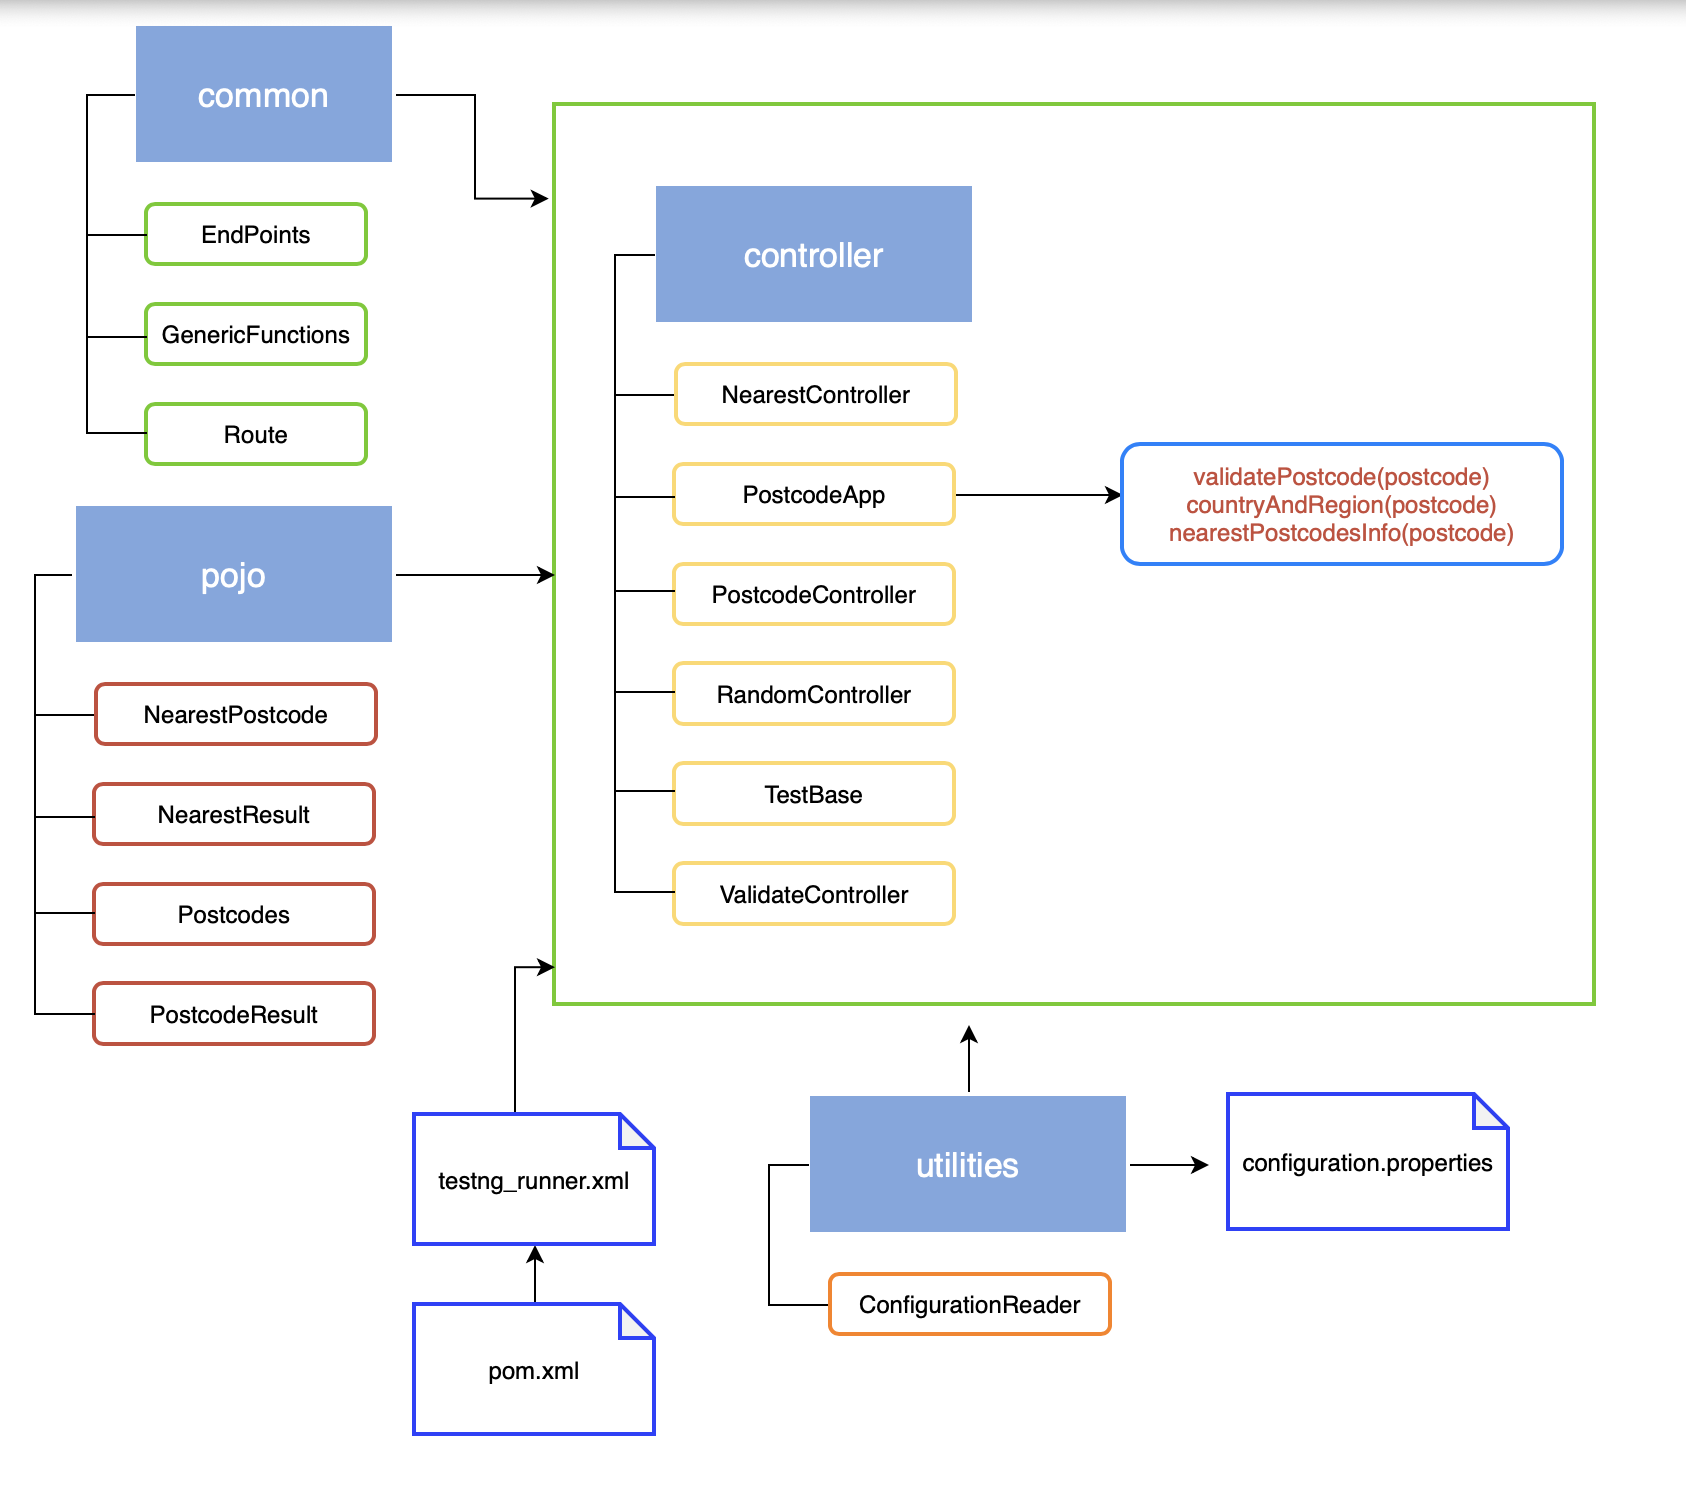 common
EndPoints
GenericFunctions
Route
pojo
NearestPostcode
NearestResult
Postcodes
PostcodeResult
controller
NearestController
PostcodeApp
PostcodeController
RandomController
TestBase
ValidateController
validatePostcode(postcode)
countryAndRegion(postcode)
nearestPostcodesInfo(postcode)
testng_runner.xml
pom.xml
utilities
ConfigurationReader
configuration.properties